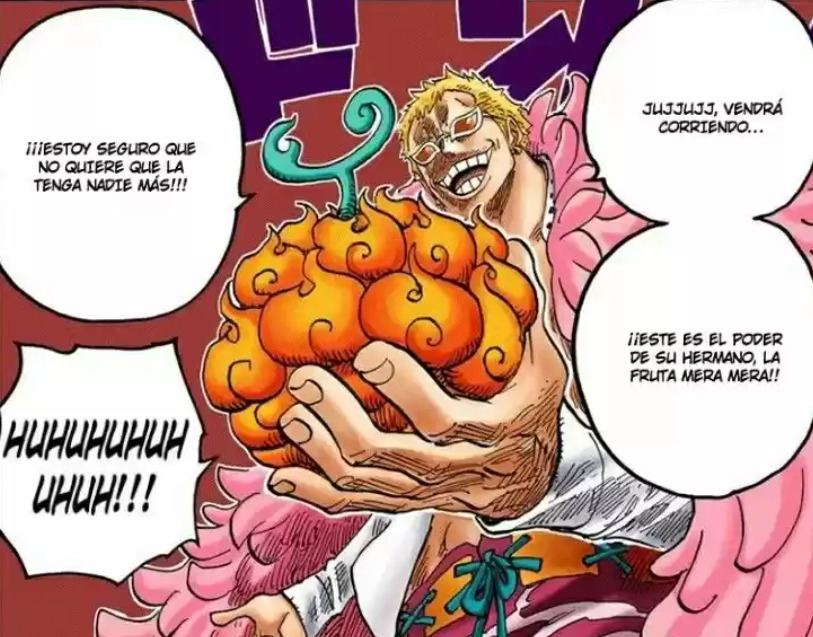 JUJJUJJ, VENDRÁ
CORRIENDO...
¡¡ESTE ES EL PODER
DE SU HERMANO, LA
FRUTA MERA MERA!!
¡¡¡ESTOY SEGURO QUE
NO QUIERE QUE LA
TENGA NADIE MÁS!!!
HUHUHUHUH
UHUH!!!